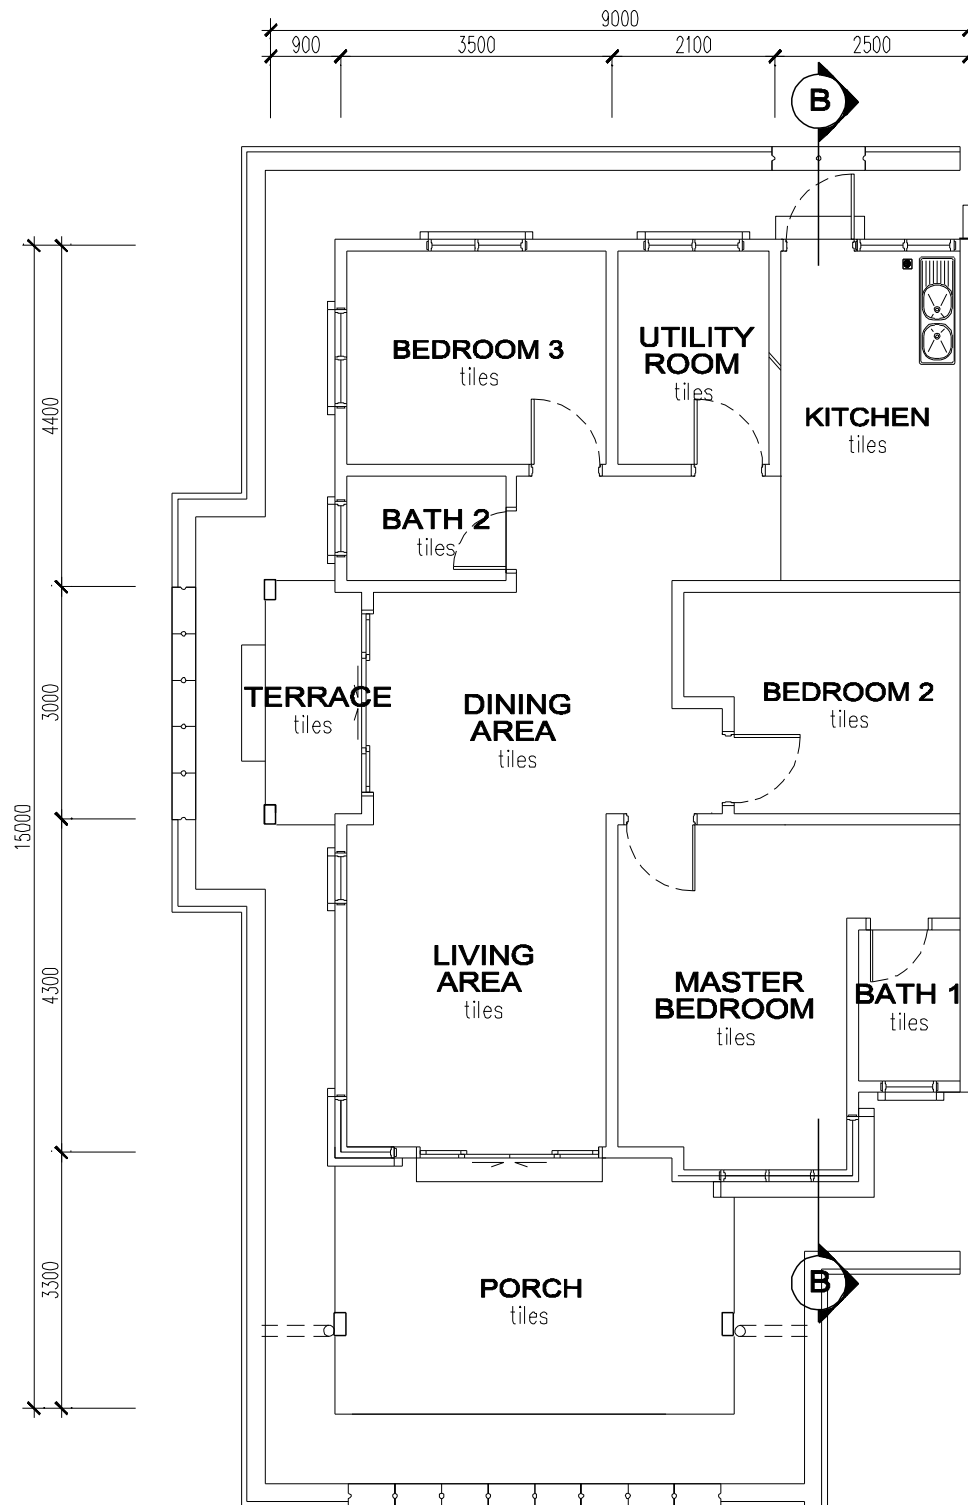 9000
900
3500
2100
2500
B
UTILITY
ROOM
tiles
BEDROOM 3
tiles
KITCHEN
tiles
4400
BATH 2
tiles
TERRACE
tiles
DINING
AREA
tiles
BEDROOM 2
tiles
3000
15000
LIVING
AREA
tiles
MASTER
BEDROOM
tiles
BATH 1
tiles
4300
PORCH
tiles
B
3300